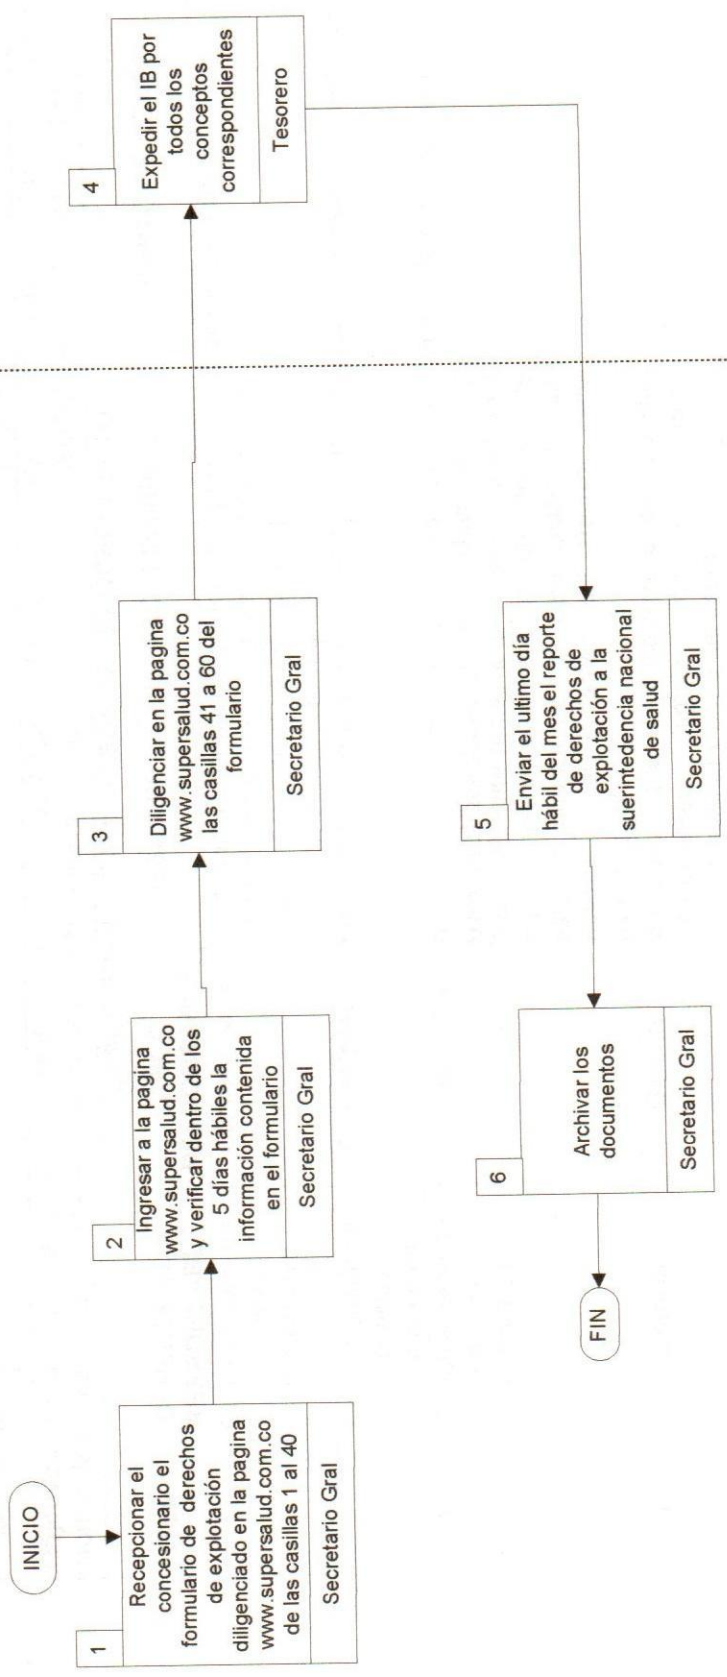 INICIO
1
Recepcionar el
concesionario el
formulario de derechos
de explotación
diligenciado en la pagina
www.supersalud.com.co
de las casillas 1 al 40
Secretario Gral
2
Ingresar a la pagina
www.supersalud.com.co
y verificar dentro de los
5 días hábiles la
información contenida
en el formulario
Secretario Gral
3
Diligenciar en la pagina
www.supersalud.com.co
las casillas 41 a 60 del
formulario
Secretario Gral
4
Expedir el IB por
todos los
conceptos
correspondientes
Tesorero
5
Enviar el ultimo día
hábil del mes el reporte
de derechos de
explotación a la
suerintedencia nacional
de salud
Secretario Gral
6
Archivar los
documentos
Secretario Gral
FIN